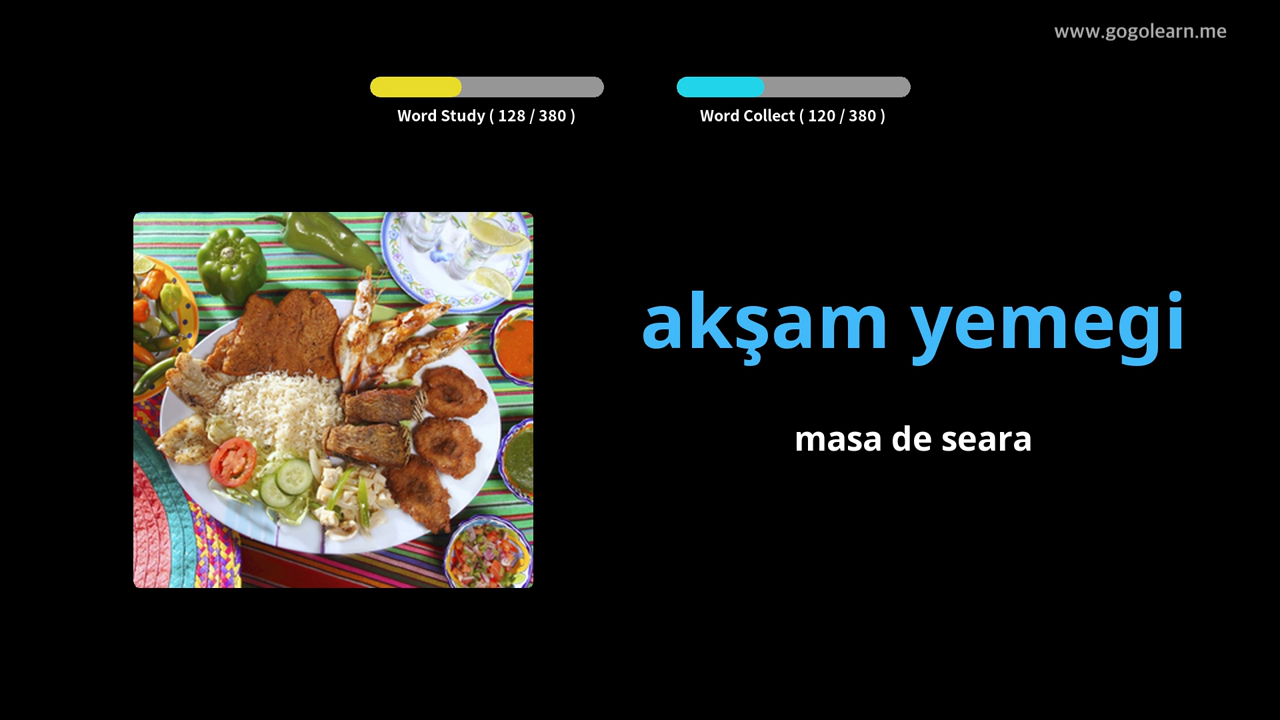 www.gogolearn.me
Word Study ( 128 / 380 )
Word Collect ( 120 / 380 )
akşam yemegi
masa de seara